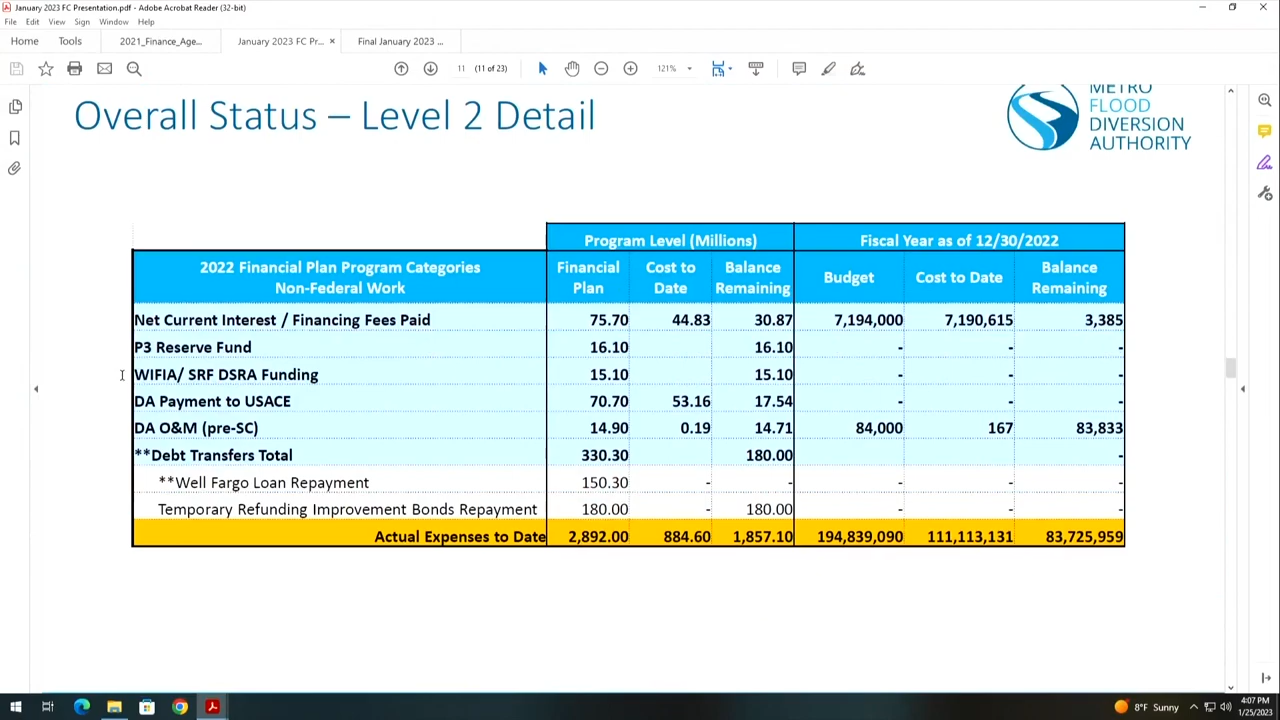 January 2023 FC Presentation.pdf - Adobe Acrobat Reader (32-bit)
File Edit View Sign Window Help
Home Tools 2021_Finance_Age... January 2023 FC Pr... × Final January 2023 ...
11 (11 of 23) 121%
Overall Status – Level 2 Detail
METRO
FLOOD
DIVERSION
AUTHORITY
Program Level (Millions) Fiscal Year as of 12/30/2022
2022 Financial Plan Program Categories
Non-Federal Work
Financial Plan Cost to Date Balance Remaining Budget Cost to Date Balance Remaining
Net Current Interest / Financing Fees Paid 75.70 44.83 30.87 7,194,000 7,190,615 3,385
P3 Reserve Fund 16.10 16.10 - - -
WIFIA/ SRF DSRA Funding 15.10 15.10 - - -
DA Payment to USACE 70.70 53.16 17.54 - - -
DA O&M (pre-SC) 14.90 0.19 14.71 84,000 167 83,833
**Debt Transfers Total 330.30 180.00 -
**Well Fargo Loan Repayment 150.30 - - - - -
Temporary Refunding Improvement Bonds Repayment 180.00 - 180.00 - - -
Actual Expenses to Date 2,892.00 884.60 1,857.10 194,839,090 111,113,131 83,725,959
8°F Sunny
4:07 PM
1/25/2023